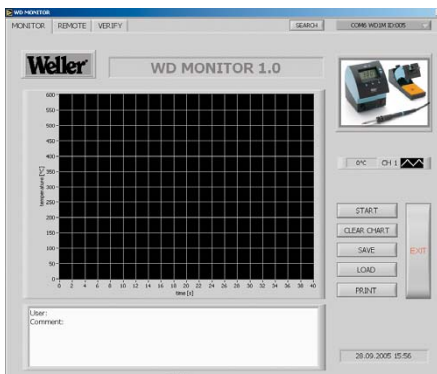 WD MONITOR
MONITOR REMOTE VERIFY SEARCH COM6 WD1M ID:005
Weller WD MONITOR 1.0
600
550
500
450
400
350
300
250
200
150
100
50
0
temperature [°C]
0 2 4 6 8 10 12 14 16 18 20 22 24 26 28 30 32 34 36 38 40
time [s]
0°C CH 1
START
CLEAR CHART
SAVE
LOAD
PRINT
EXIT
User:
Comment:
28.09.2005 15:56